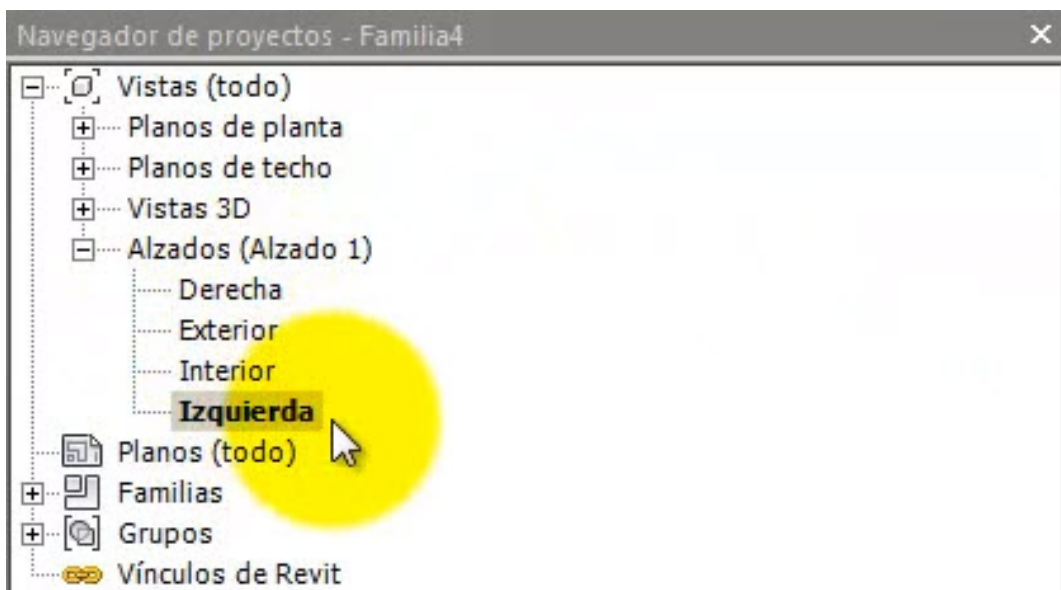 Navegador de proyectos - Familia4
Vistas (todo)
Planos de planta
Planos de techo
Vistas 3D
Alzados (Alzado 1)
Derecha
Exterior
Interior
Izquierda
Planos (todo)
Familias
Grupos
Vínculos de Revit